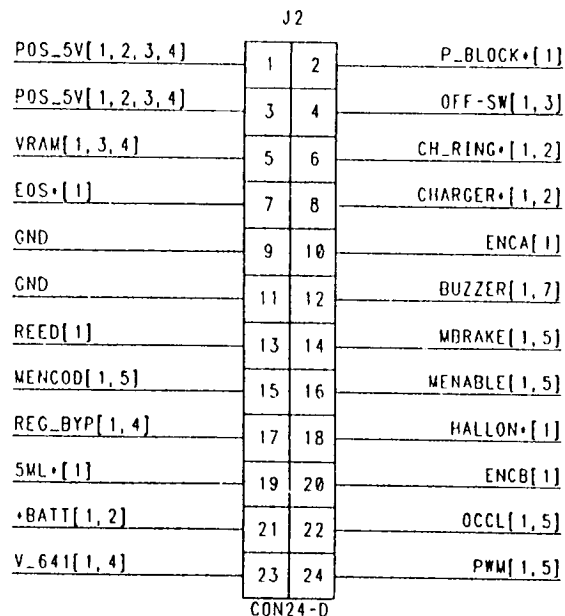 J2
POS_5V[1,2,3,4] 1 2 P_BLOCK*[1]
POS_5V[1,2,3,4] 3 4 OFF-SW[1,3]
VRAM[1,3,4] 5 6 CH_RING*[1,2]
EOS*[1] 7 8 CHARGER*[1,2]
GND 9 10 ENCA[1]
GND 11 12 BUZZER[1,7]
REED[1] 13 14 MBRAKE[1,5]
MENCOD[1,5] 15 16 MENABLE[1,5]
REG_BYP[1,4] 17 18 HALLON*[1]
5ML*[1] 19 20 ENCB[1]
+BATT[1,2] 21 22 OCCL[1,5]
V_641[1,4] 23 24 PWM[1,5]
CON24-D